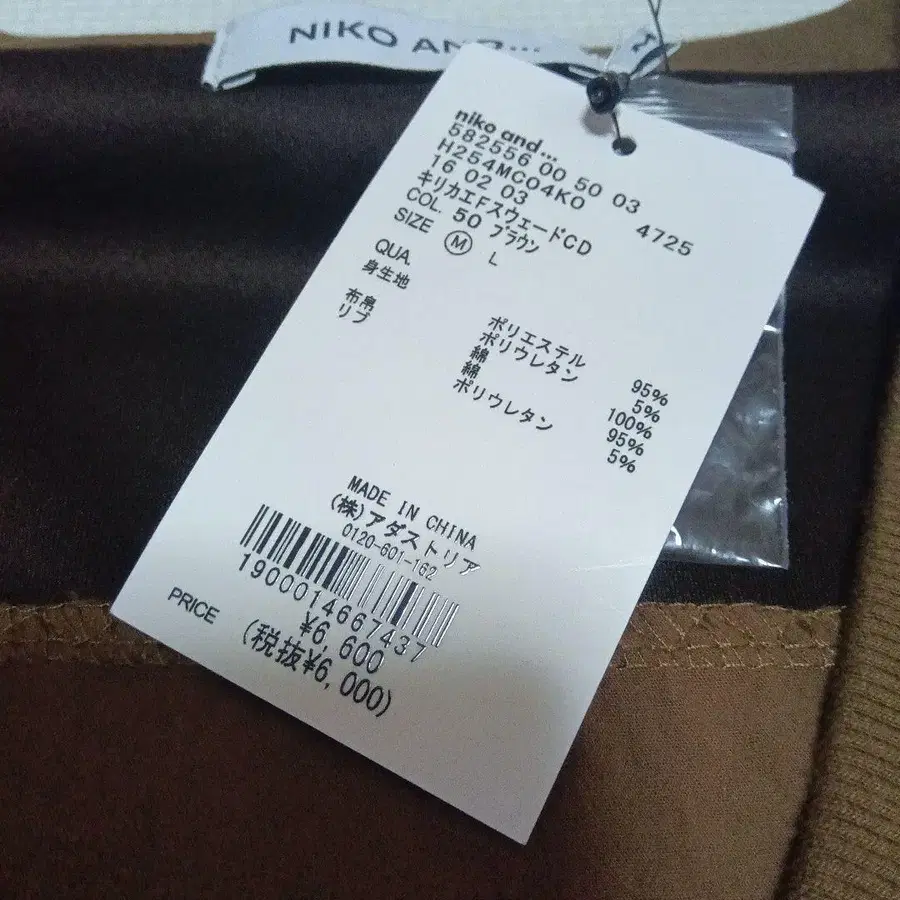 NIKO AND...
niko and...
582556 00 50 03
H254MC04K0 4725
16 02 03
キリカエFスウェードCD
COL. 50 ブラウン
SIZE M L
QUA.
身生地 ポリエステル 95%
ポリウレタン 5%
布帛 綿 100%
リブ 綿 95%
ポリウレタン 5%
MADE IN CHINA
(株)アダストリア
0120-601-162
1900014667437
PRICE ¥6,600
(税抜¥6,000)